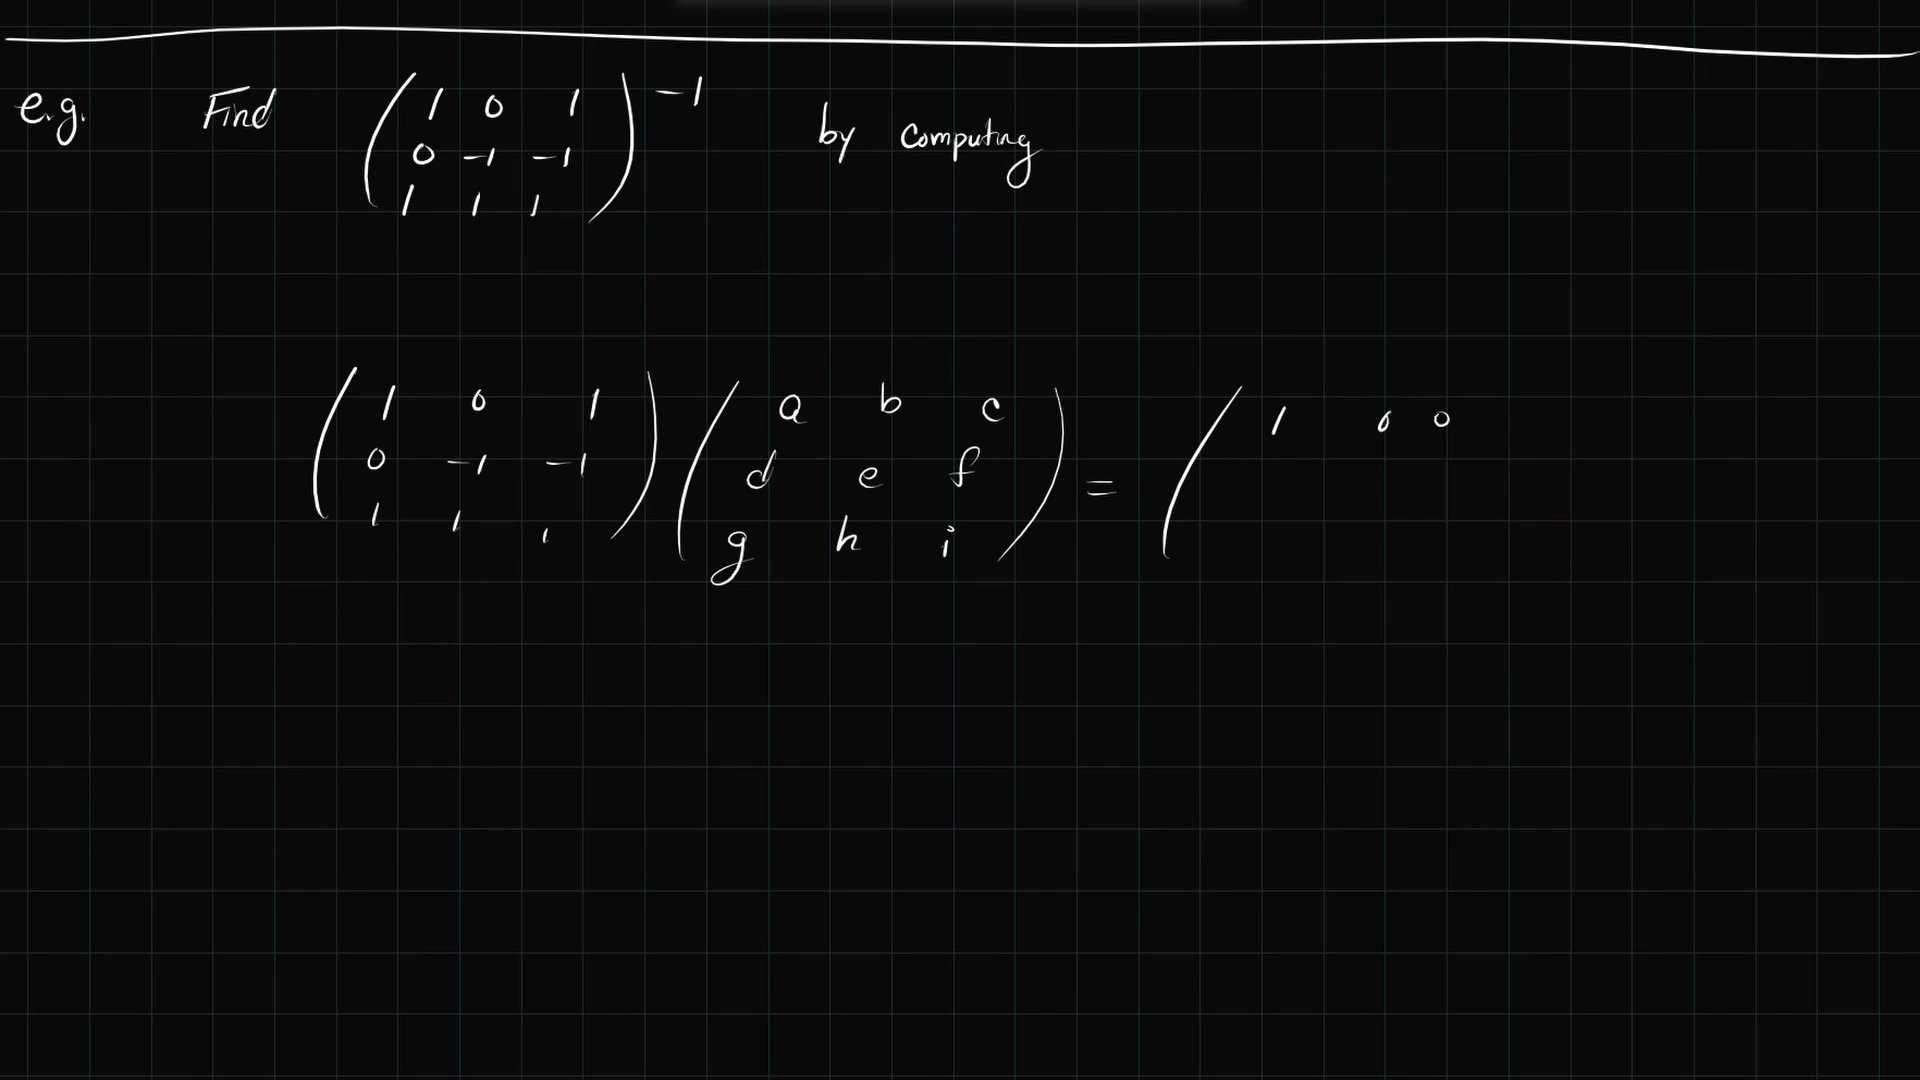 e.g. Find ( 1 0 1 ) -1 by Computing
0 -1 -1
1 1 1
( 1 0 1 ) ( a b c ) = ( 1 0 0
0 -1 -1 d e f
1 1 1 g h i